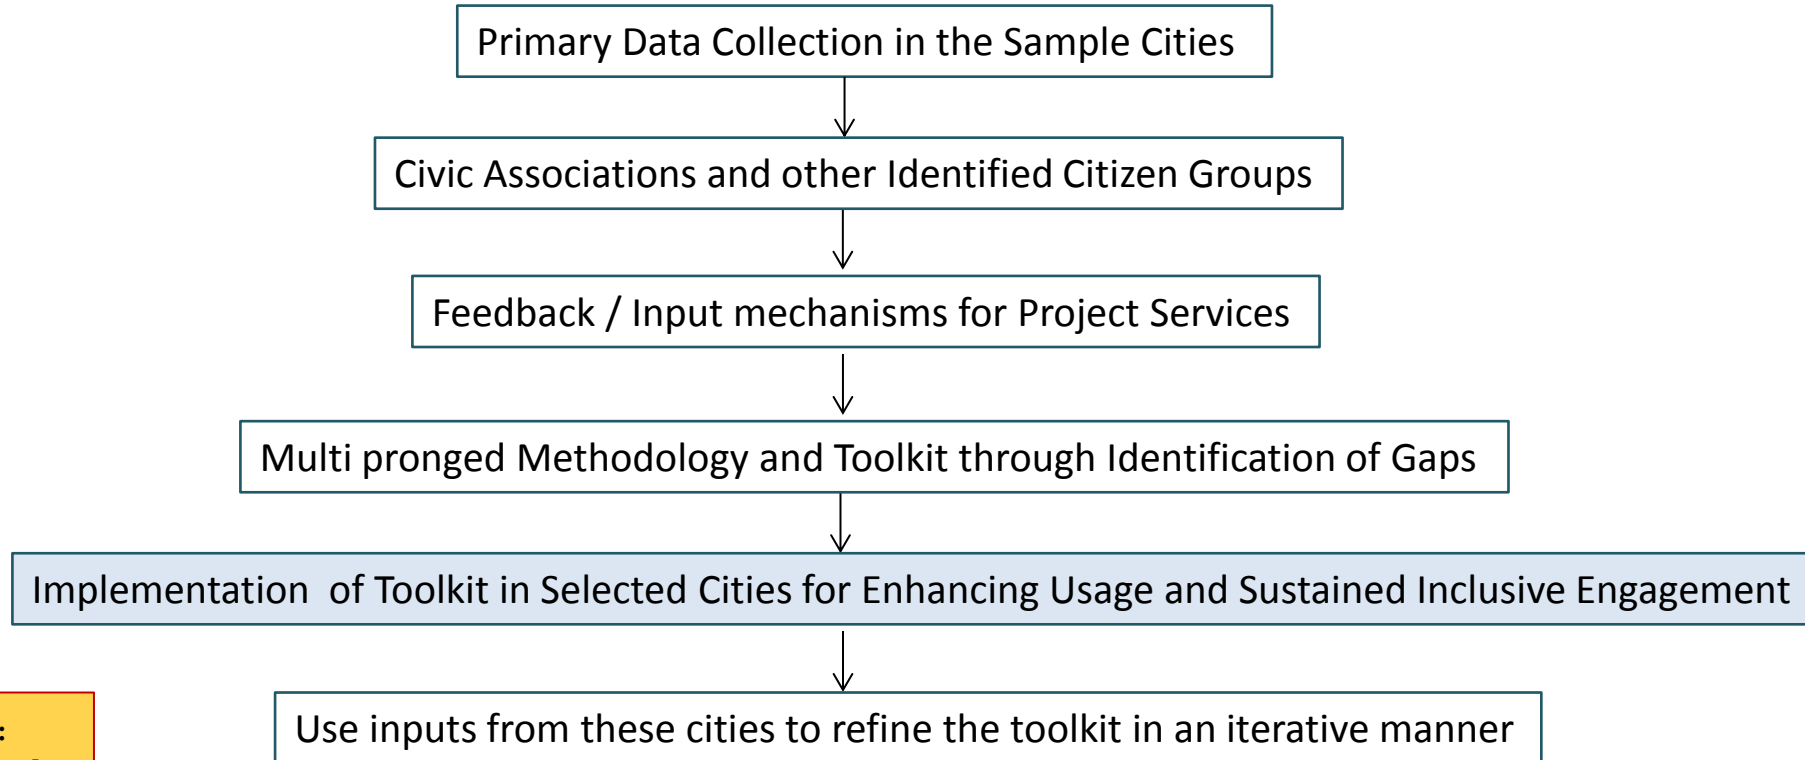 Primary Data Collection in the Sample Cities
Civic Associations and other Identified Citizen Groups
Feedback / Input mechanisms for Project Services
Multi pronged Methodology and Toolkit through Identification of Gaps
Implementation  of Toolkit in Selected Cities for Enhancing Usage and Sustained Inclusive Engagement
:
Use inputs from these cities to refine the toolkit in an iterative manner